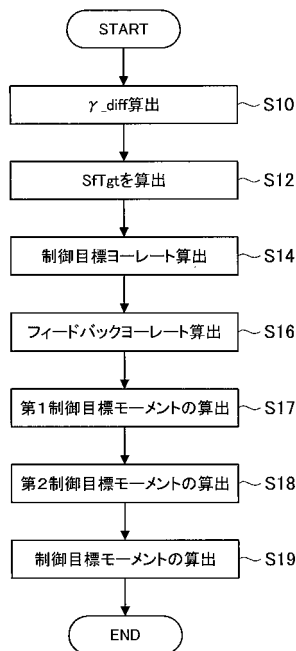 START
γ_diff算出
S10
SfTgtを算出
S12
制御目標ヨーレート算出
S14
フィードバックヨーレート算出
S16
第1制御目標モーメントの算出
S17
第2制御目標モーメントの算出
S18
制御目標モーメントの算出
S19
END